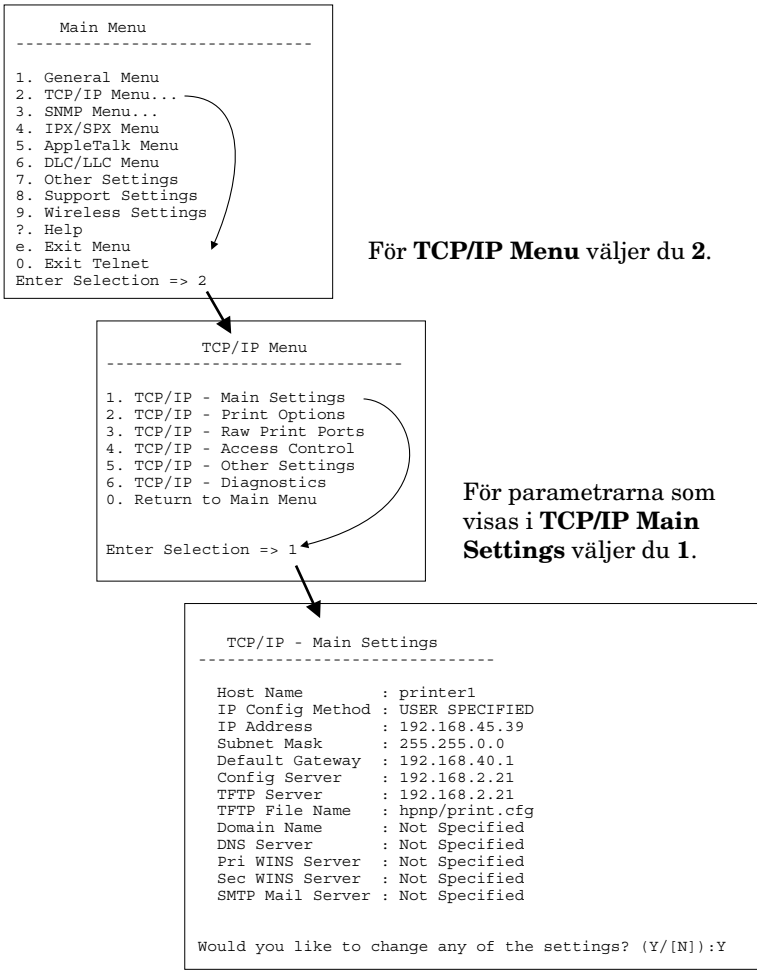 Main Menu
-------------------------------
1. General Menu
2. TCP/IP Menu...
3. SNMP Menu...
4. IPX/SPX Menu
5. AppleTalk Menu
6. DLC/LLC Menu
7. Other Settings
8. Support Settings
9. Wireless Settings
?. Help
e. Exit Menu
0. Exit Telnet
Enter Selection => 2
För TCP/IP Menu väljer du 2.
TCP/IP Menu
-------------------------------
1. TCP/IP - Main Settings
2. TCP/IP - Print Options
3. TCP/IP - Raw Print Ports
4. TCP/IP - Access Control
5. TCP/IP - Other Settings
6. TCP/IP - Diagnostics
0. Return to Main Menu
Enter Selection => 1
För parametrarna som
visas i TCP/IP Main
Settings väljer du 1.
TCP/IP - Main Settings
-------------------------------
Host Name : printer1
IP Config Method : USER SPECIFIED
IP Address : 192.168.45.39
Subnet Mask : 255.255.0.0
Default Gateway : 192.168.40.1
Config Server : 192.168.2.21
TFTP Server : 192.168.2.21
TFTP File Name : hpnp/print.cfg
Domain Name : Not Specified
DNS Server : Not Specified
Pri WINS Server : Not Specified
Sec WINS Server : Not Specified
SMTP Mail Server : Not Specified
Would you like to change any of the settings? (Y/[N]):Y